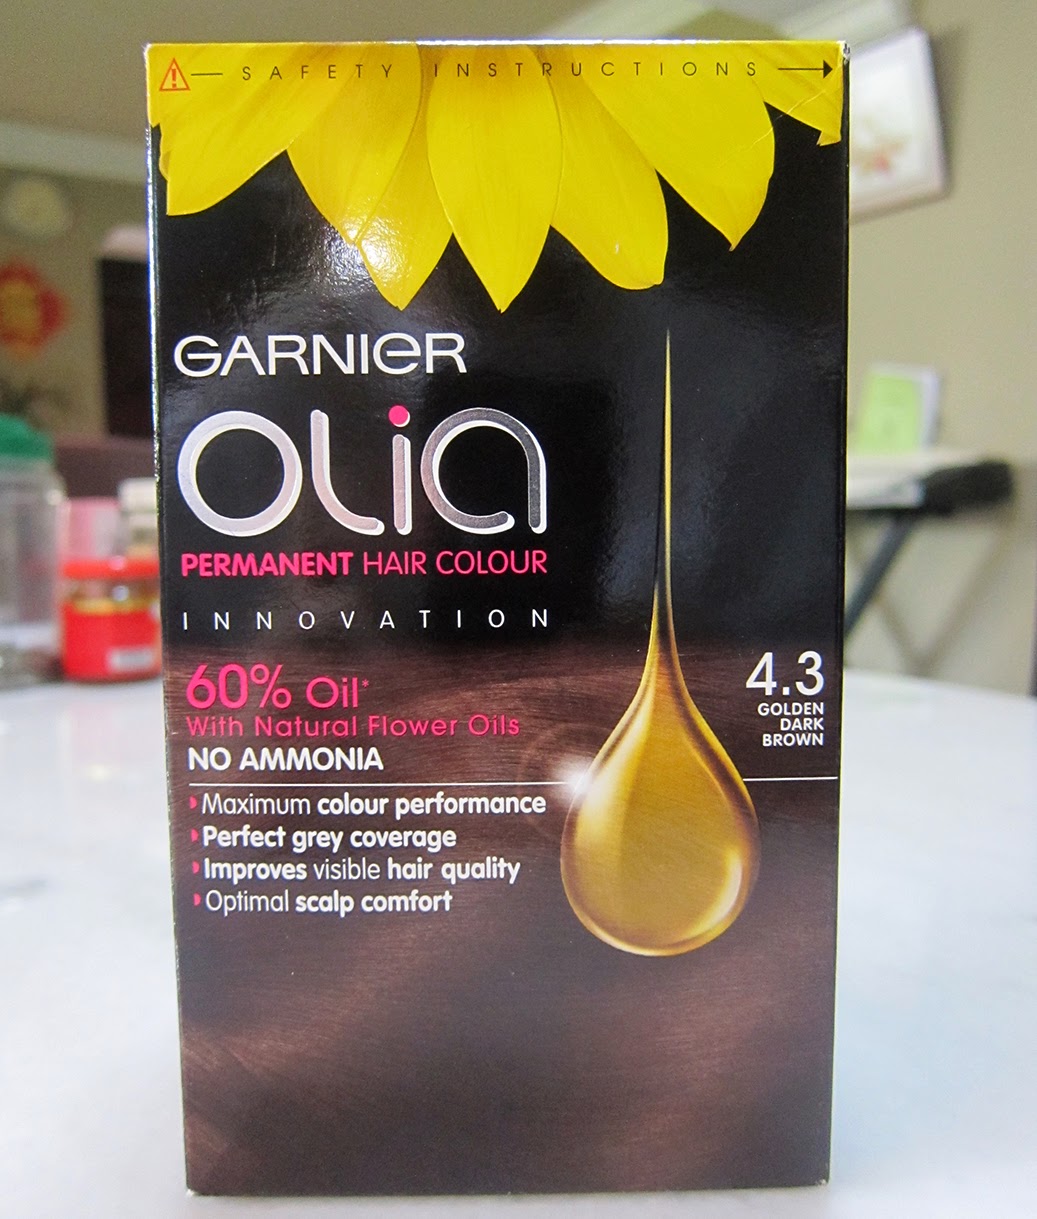 SAFETY INSTRUCTIONS
GARNIER
OLia
PERMANENT HAIR COLOUR
INNOVATION
60% Oil*
With Natural Flower Oils
NO AMMONIA
Maximum colour performance
Perfect grey coverage
Improves visible hair quality
Optimal scalp comfort
4.3
GOLDEN
DARK
BROWN